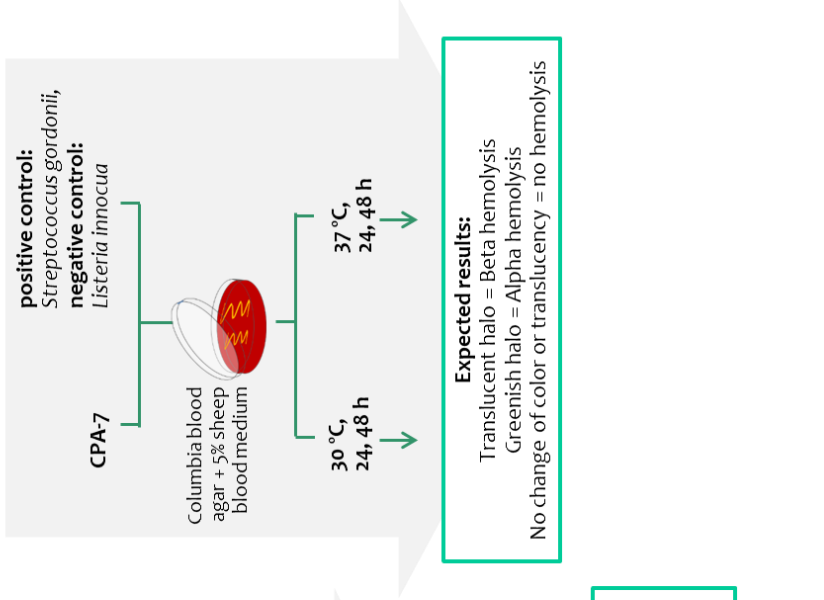 CPA-7
positive control:
Streptococcus gordonii,
negative control:
Listeria innocua
Columbia blood
agar + 5% sheep
blood medium
30 °C,
24, 48 h
37 °C,
24, 48 h
Expected results:
Translucent halo = Beta hemolysis
Greenish halo = Alpha hemolysis
No change of color or translucency = no hemolysis